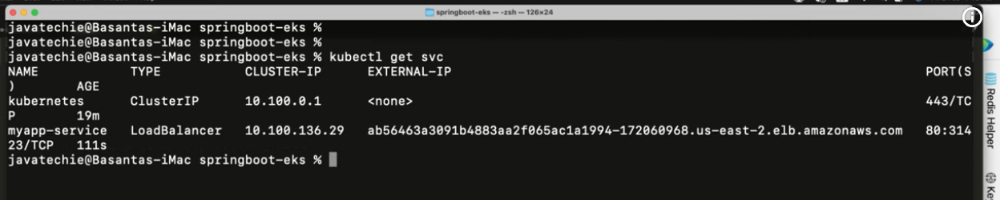 springboot-eks — -zsh — 126×24
javatechie@Basantas-iMac springboot-eks %
javatechie@Basantas-iMac springboot-eks %
javatechie@Basantas-iMac springboot-eks % kubectl get svc
NAME TYPE CLUSTER-IP EXTERNAL-IP PORT(S
) AGE
kubernetes ClusterIP 10.100.0.1 <none> 443/TC
P 19m
myapp-service LoadBalancer 10.100.136.29 ab56463a3091b4883aa2f065ac1a1994-172060968.us-east-2.elb.amazonaws.com 80:314
23/TCP 111s
javatechie@Basantas-iMac springboot-eks %
Redis Helper